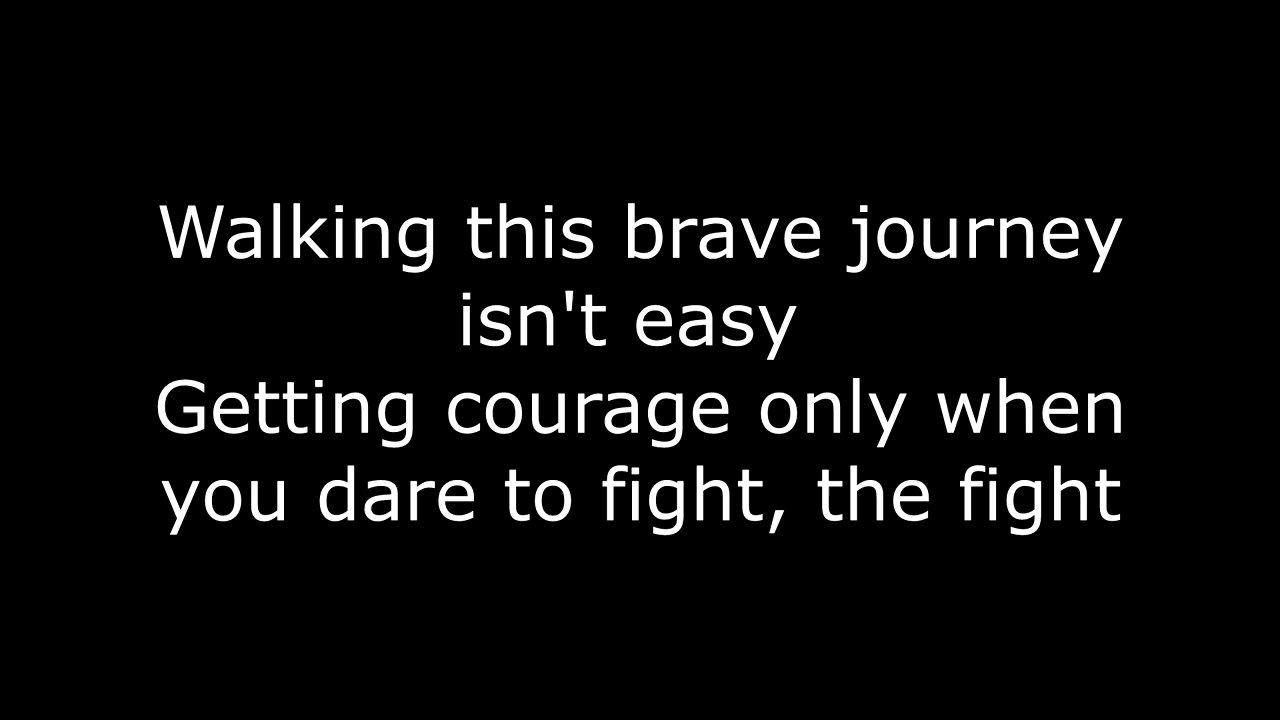 Walking this brave journey
isn't easy
Getting courage only when
you dare to fight, the fight